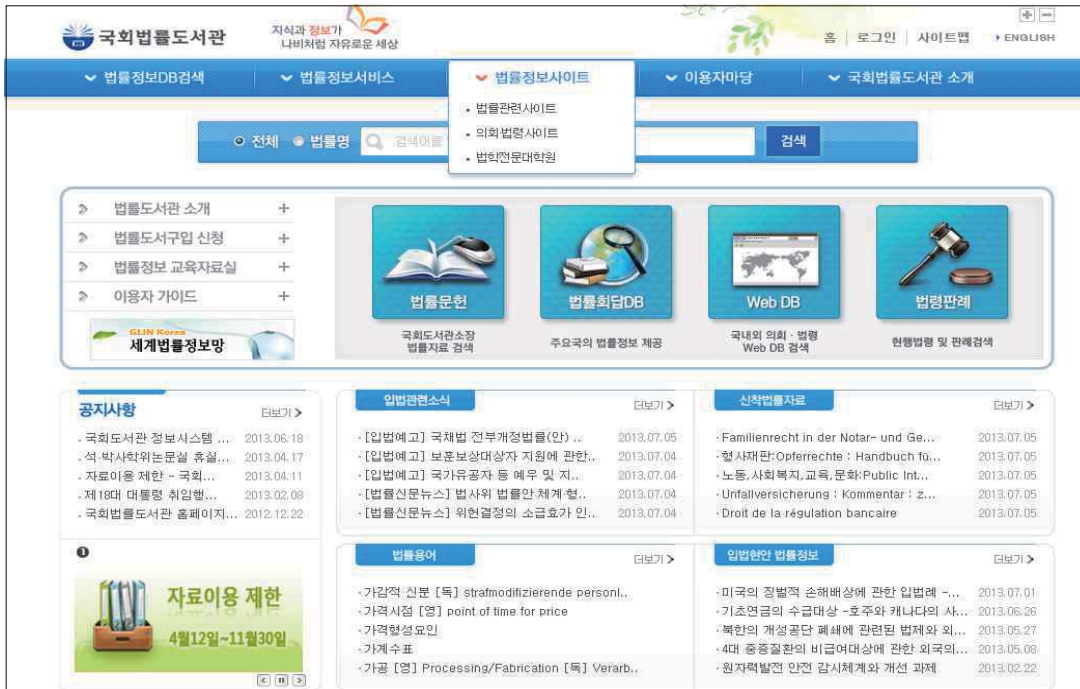 국회법률도서관
지식과 정보가
나비처럼 자유로운 세상
홈 | 로그인 | 사이트맵 ENGLISH
법률정보DB검색 법률정보서비스 법률정보사이트 이용자마당 국회법률도서관 소개
• 법률관련사이트
• 의회법령사이트
• 법학전문대학원
전체 법률명 검색어를 검색
법률도서관 소개 +
법률도서구입 신청 +
법률정보 교육자료실 +
이용자 가이드 +
GLIN Korea
세계법률정보망
법률문헌
국회도서관소장
법률자료 검색
법률회답DB
주요국의 법률정보 제공
Web DB
국내외 의회 · 법령
Web DB 검색
법령판례
현행법령 및 판례검색
공지사항 더보기 >
. 국회도서관 정보시스템 ... 2013.06.18
. 석·박사학위논문실 휴실... 2013.04.17
. 자료이용 제한 - 국회... 2013.04.11
. 제18대 대통령 취임행... 2013.02.08
. 국회법률도서관 홈페이지... 2012.12.22
입법관련소식 더보기 >
·[입법예고] 국채법 전부개정법률(안) .. 2013.07.05
·[입법예고] 보훈보상대상자 지원에 관한.. 2013.07.04
·[입법예고] 국가유공자 등 예우 및 지.. 2013.07.04
·[법률신문뉴스] 법사위 법률안 체계·형.. 2013.07.04
·[법률신문뉴스] 위헌결정의 소급효가 인.. 2013.07.04
신착법률자료 더보기 >
·Familienrecht in der Notar- und Ge... 2013.07.05
·형사재판:Opferrechte : Handbuch fü... 2013.07.05
·노동,사회복지,교육,문화:Public Int... 2013.07.05
·Unfallversicherung : Kommentar : z... 2013.07.05
·Droit de la régulation bancaire 2013.07.05
1
자료이용 제한
4월12일~11월30일
법률용어 더보기 >
·가감적 신분 [독] strafmodifizierende personl..
·가격시점 [영] point of time for price
·가격형성요인
·가계수표
·가공 [영] Processing/Fabrication [독] Verarb..
입법현안 법률정보 더보기 >
·미국의 징벌적 손해배상에 관한 입법례 -... 2013.07.01
·기초연금의 수급대상 -호주와 캐나다의 사... 2013.06.26
·북한의 개성공단 폐쇄에 관련된 법제와 외... 2013.05.27
·4대 중증질환의 비급여대상에 관한 외국의... 2013.05.08
·원자력발전 안전 감시체계와 개선 과제 2013.02.22